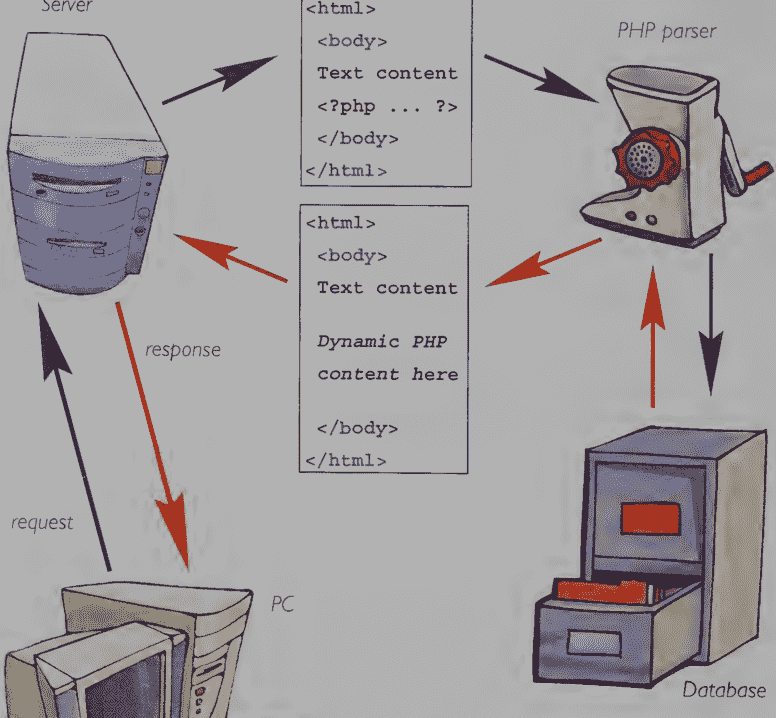 Server
<html>
<body>
Text content
<?php ... ?>
</body>
</html>
PHP parser
<html>
<body>
Text content
Dynamic PHP
content here
</body>
</html>
response
request
PC
Database